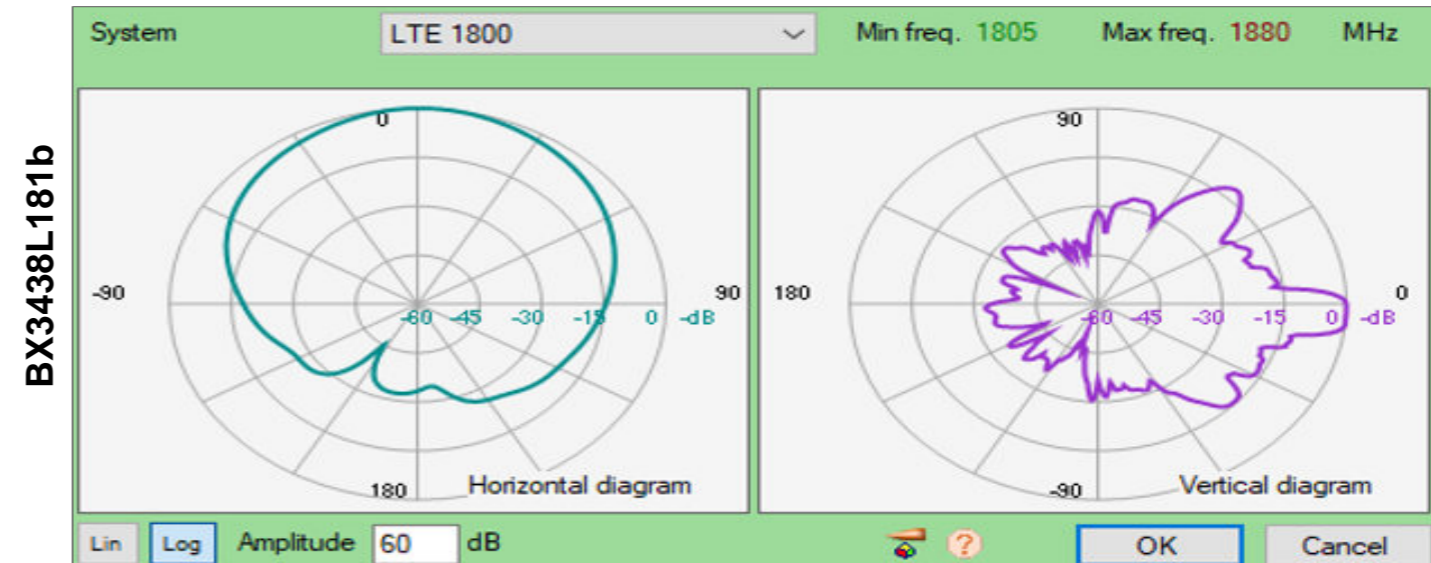 BX3438L181b
System LTE 1800 Min freq. 1805 Max freq. 1880 MHz
0
-90 90
-60 -45 -30 -15 0 -dB
180 Horizontal diagram
90
180 0
-60 -45 -30 -15 0 -dB
-90 Vertical diagram
Lin Log Amplitude 60 dB ? OK Cancel